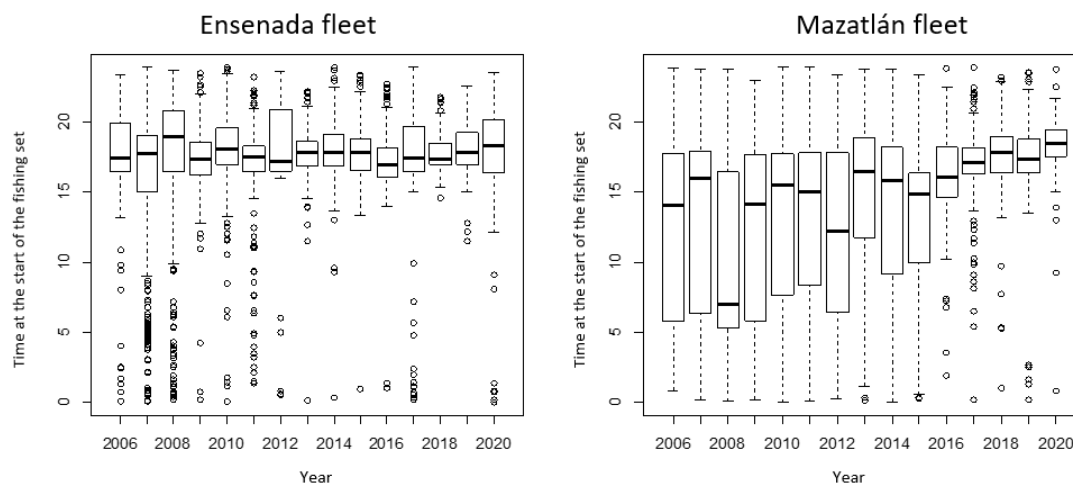 Ensenada fleet
Time at the start of the fishing set
20
15
10
5
0
2006 2008 2010 2012 2014 2016 2018 2020
Year
Mazatlán fleet
Time at the start of the fishing set
20
15
10
5
0
2006 2008 2010 2012 2014 2016 2018 2020
Year